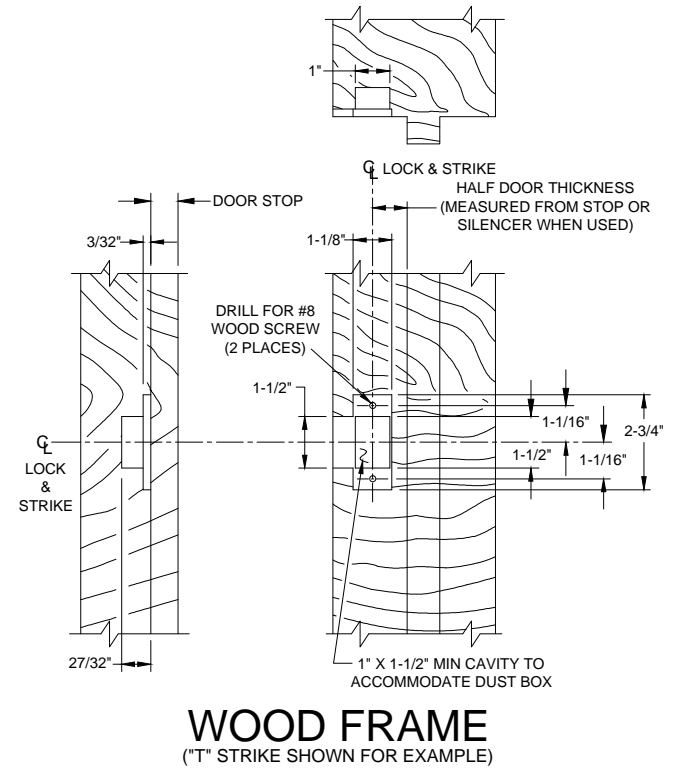 1"
℄ LOCK & STRIKE
HALF DOOR THICKNESS
(MEASURED FROM STOP OR
SILENCER WHEN USED)
DOOR STOP
3/32"
1-1/8"
DRILL FOR #8
WOOD SCREW
(2 PLACES)
1-1/2"
1-1/16"
2-3/4"
1-1/2"
1-1/16"
℄
LOCK
&
STRIKE
27/32"
1" X 1-1/2" MIN CAVITY TO
ACCOMMODATE DUST BOX
WOOD FRAME
("T" STRIKE SHOWN FOR EXAMPLE)